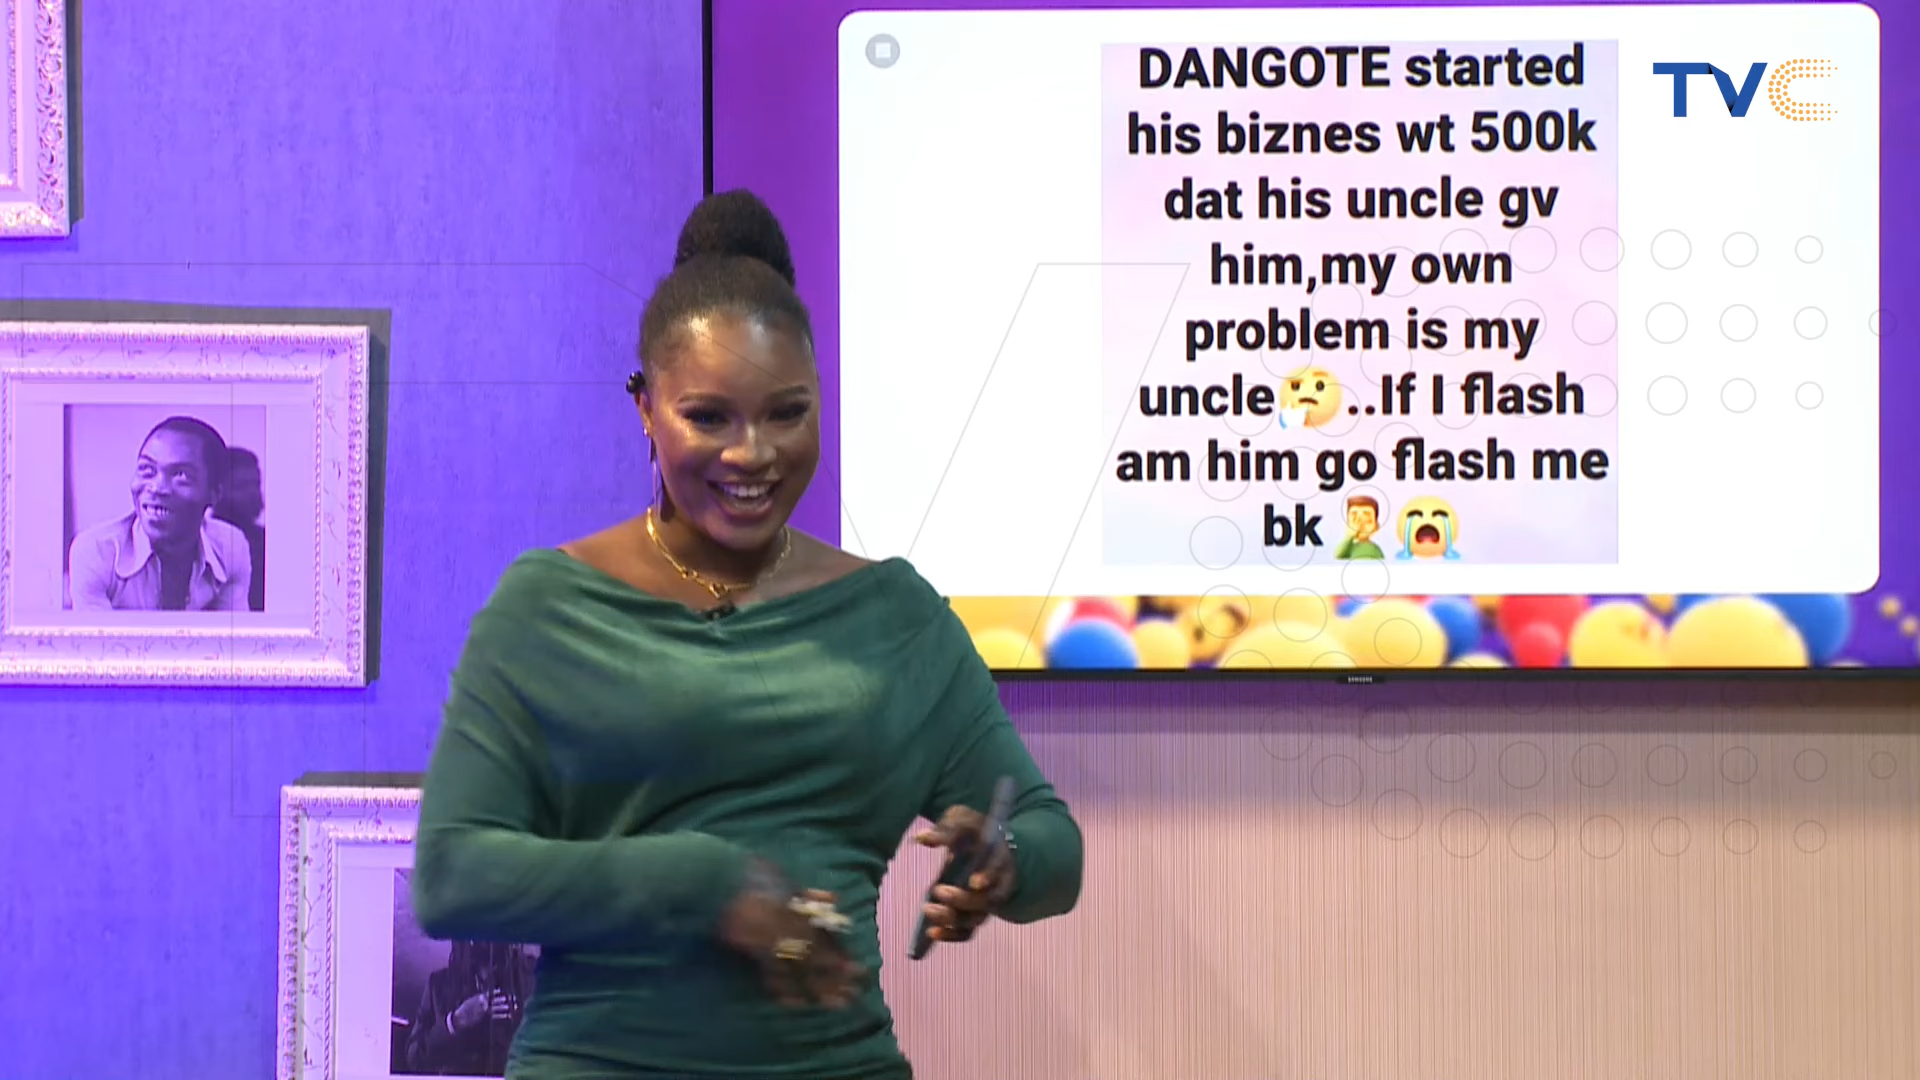 DANGOTE started
his biznes wt 500k
dat his uncle gv
him,my own
problem is my
uncle🤔..If I flash
am him go flash me
bk 🤦‍♂️😭
TVC
SAMSUNG